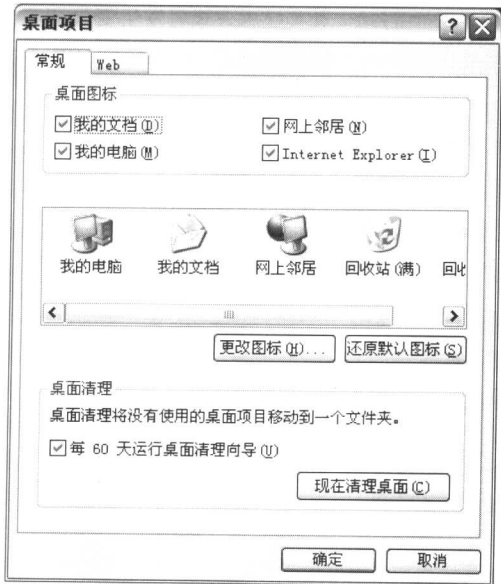 桌面项目
常规 Web
桌面图标
我的文档(D) 网上邻居(N)
我的电脑(M) Internet Explorer(I)
我的电脑 我的文档 网上邻居 回收站(满) 回收
更改图标(H)... 还原默认图标(S)
桌面清理
桌面清理将没有使用的桌面项目移动到一个文件夹。
每 60 天运行桌面清理向导(U)
现在清理桌面(C)
确定 取消